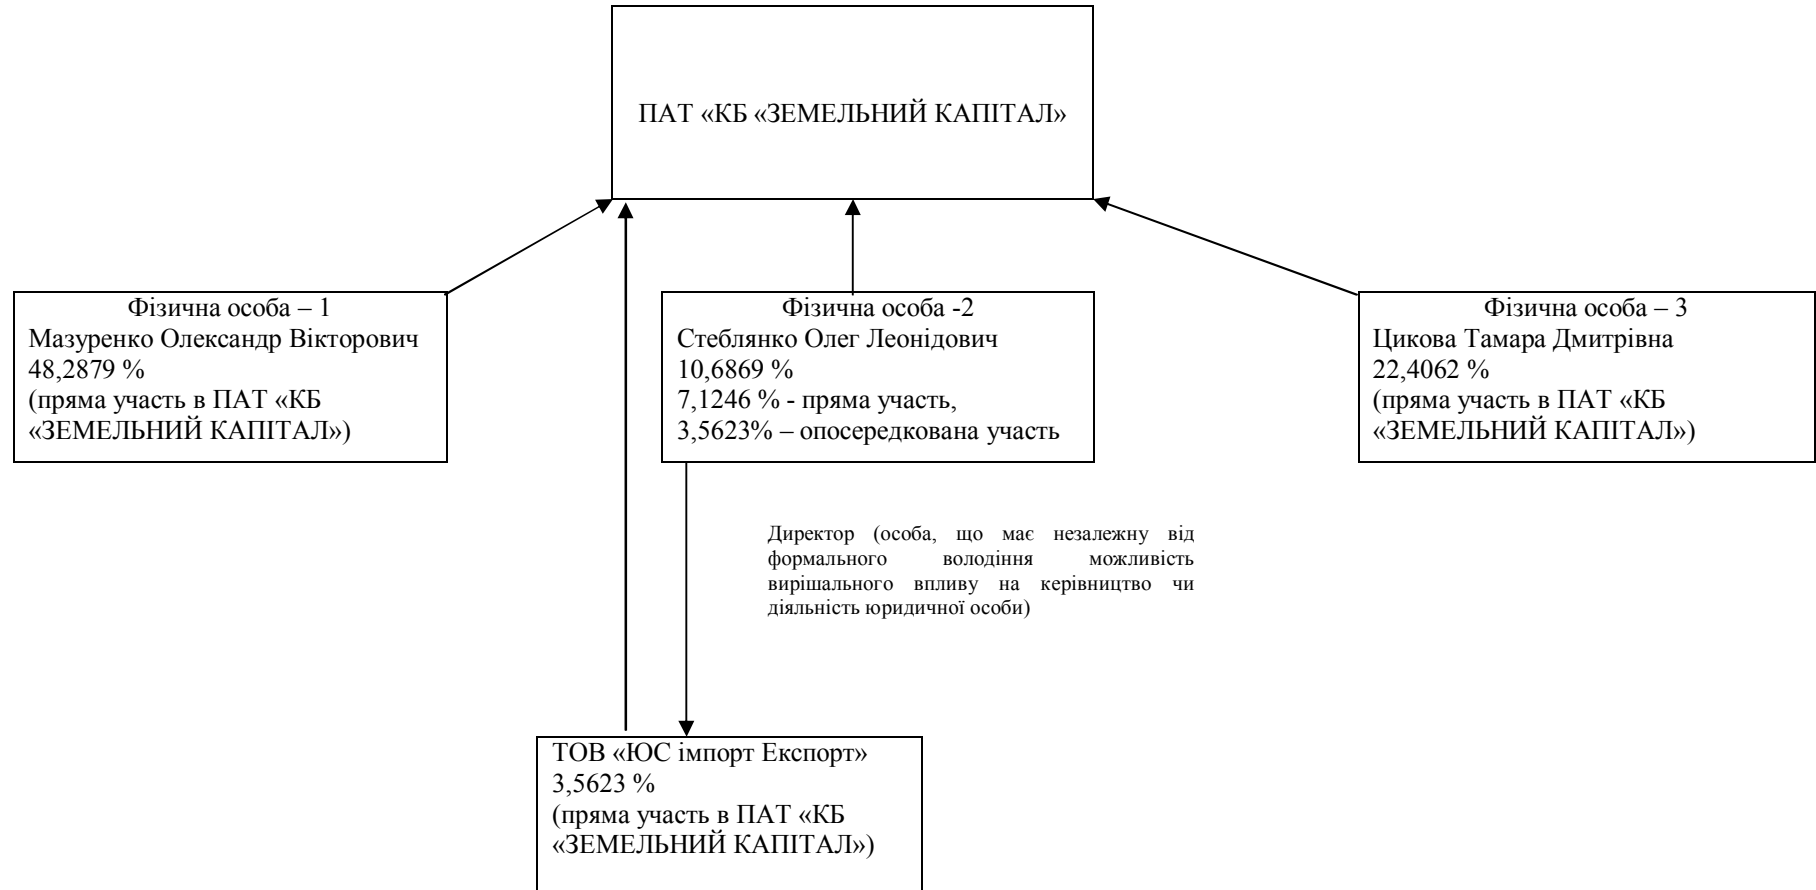 ПАТ «КБ «ЗЕМЕЛЬНИЙ КАПІТАЛ»
Фізична особа – 1
Мазуренко Олександр Вікторович
48,2879 %
(пряма участь в ПАТ «КБ
«ЗЕМЕЛЬНИЙ КАПІТАЛ»)
Фізична особа -2
Стеблянко Олег Леонідович
10,6869 %
7,1246 % - пряма участь,
3,5623% – опосередкована участь
Фізична особа – 3
Цикова Тамара Дмитрівна
22,4062 %
(пряма участь в ПАТ «КБ
«ЗЕМЕЛЬНИЙ КАПІТАЛ»)
Директор (особа, що має незалежну від
формального володіння можливість
вирішального впливу на керівництво чи
діяльність юридичної особи)
ТОВ «ЮС імпорт Експорт»
3,5623 %
(пряма участь в ПАТ «КБ
«ЗЕМЕЛЬНИЙ КАПІТАЛ»)